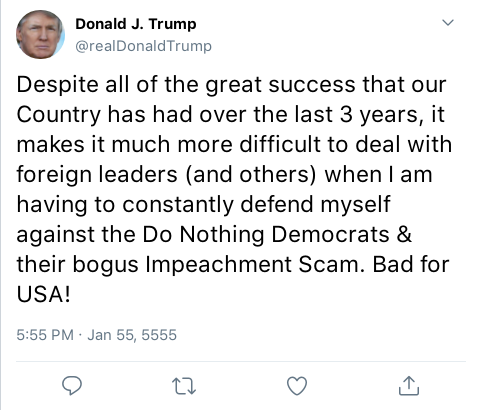 Donald J. Trump
@realDonaldTrump
Despite all of the great success that our
Country has had over the last 3 years, it
makes it much more difficult to deal with
foreign leaders (and others) when I am
having to constantly defend myself
against the Do Nothing Democrats &
their bogus Impeachment Scam. Bad for
USA!
5:55 PM · Jan 55, 5555